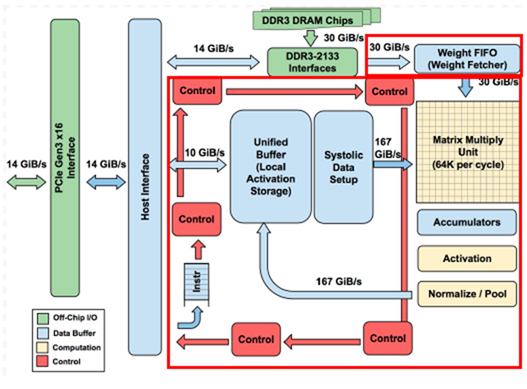 DDR3 DRAM Chips
30 GiB/s
14 GiB/s
DDR3-2133
Interfaces
30 GiB/s
Weight FIFO
(Weight Fetcher)
30 GiB/s
Control
Control
PCIe Gen3 x16
Interface
Host Interface
14 GiB/s
14 GiB/s
10 GiB/s
Unified
Buffer
(Local
Activation
Storage)
Systolic
Data
Setup
167
GiB/s
Matrix Multiply
Unit
(64K per cycle)
Control
Accumulators
Activation
Instr
167 GiB/s
Normalize / Pool
Off-Chip I/O
Data Buffer
Computation
Control
Control
Control